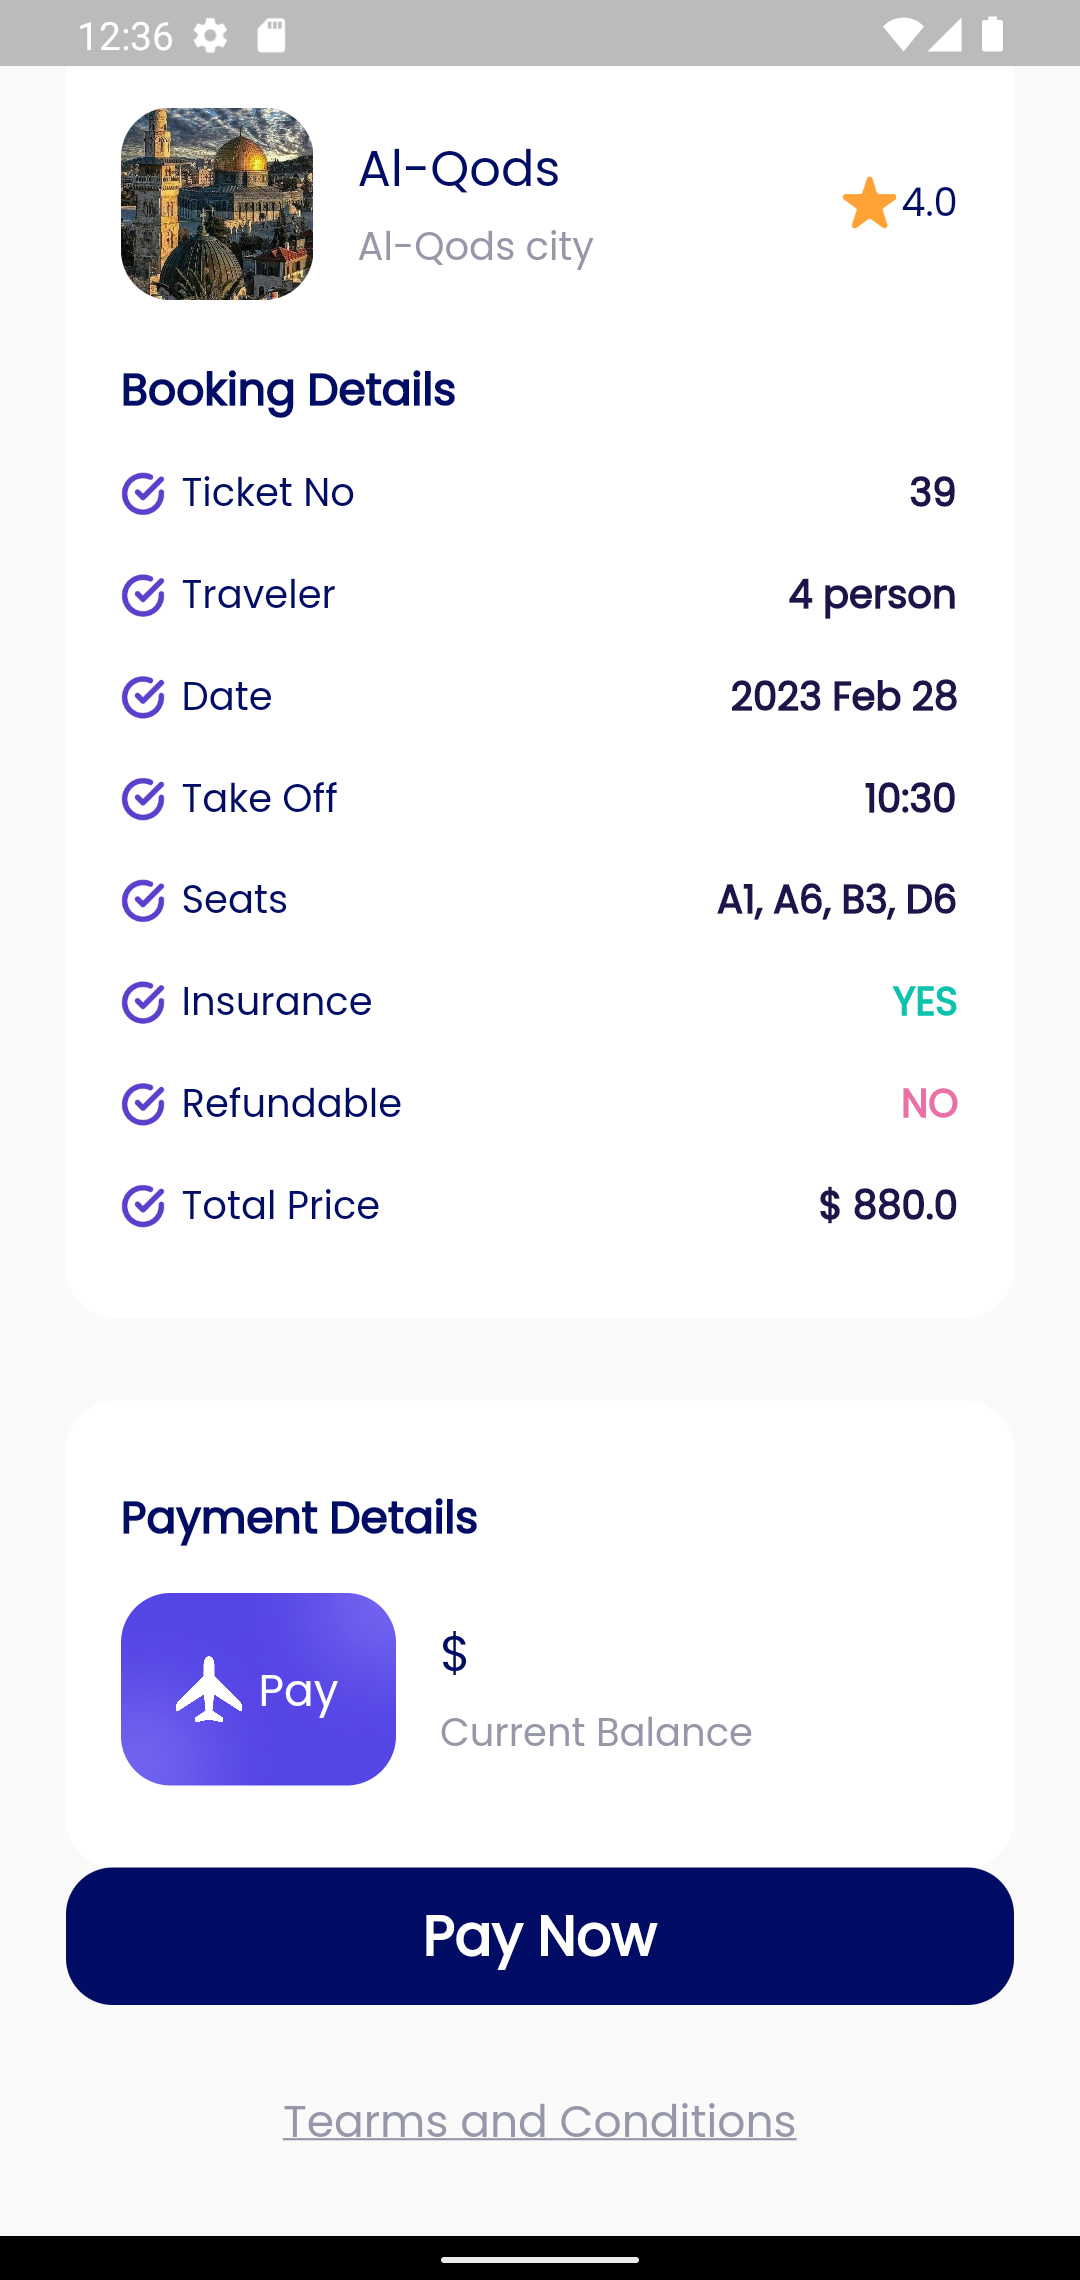 12:36
Al-Qods
4.0
Al-Qods city
Booking Details
Ticket No 39
Traveler 4 person
Date 2023 Feb 28
Take Off 10:30
Seats A1, A6, B3, D6
Insurance YES
Refundable NO
Total Price $ 880.0
Payment Details
Pay
$
Current Balance
Pay Now
Tearms and Conditions